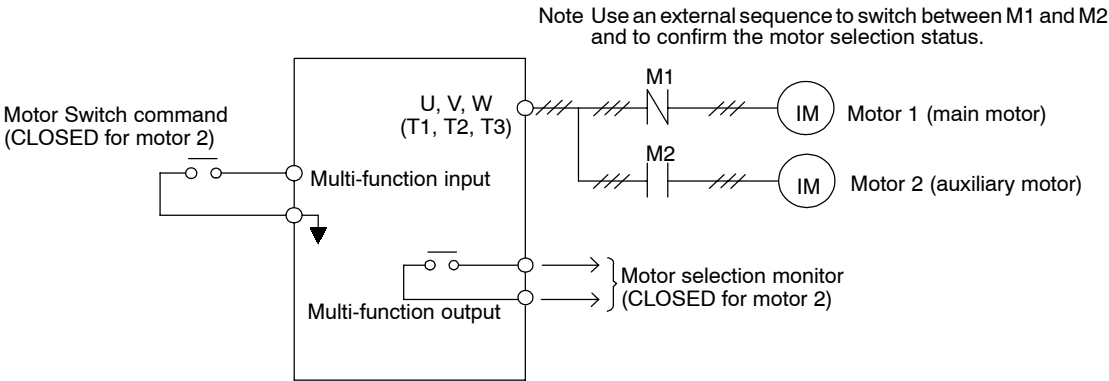 Note Use an external sequence to switch between M1 and M2
and to confirm the motor selection status.
Motor Switch command
(CLOSED for motor 2)
U, V, W
(T1, T2, T3)
M1
IM
Motor 1 (main motor)
M2
IM
Motor 2 (auxiliary motor)
Multi-function input
Multi-function output
Motor selection monitor
(CLOSED for motor 2)